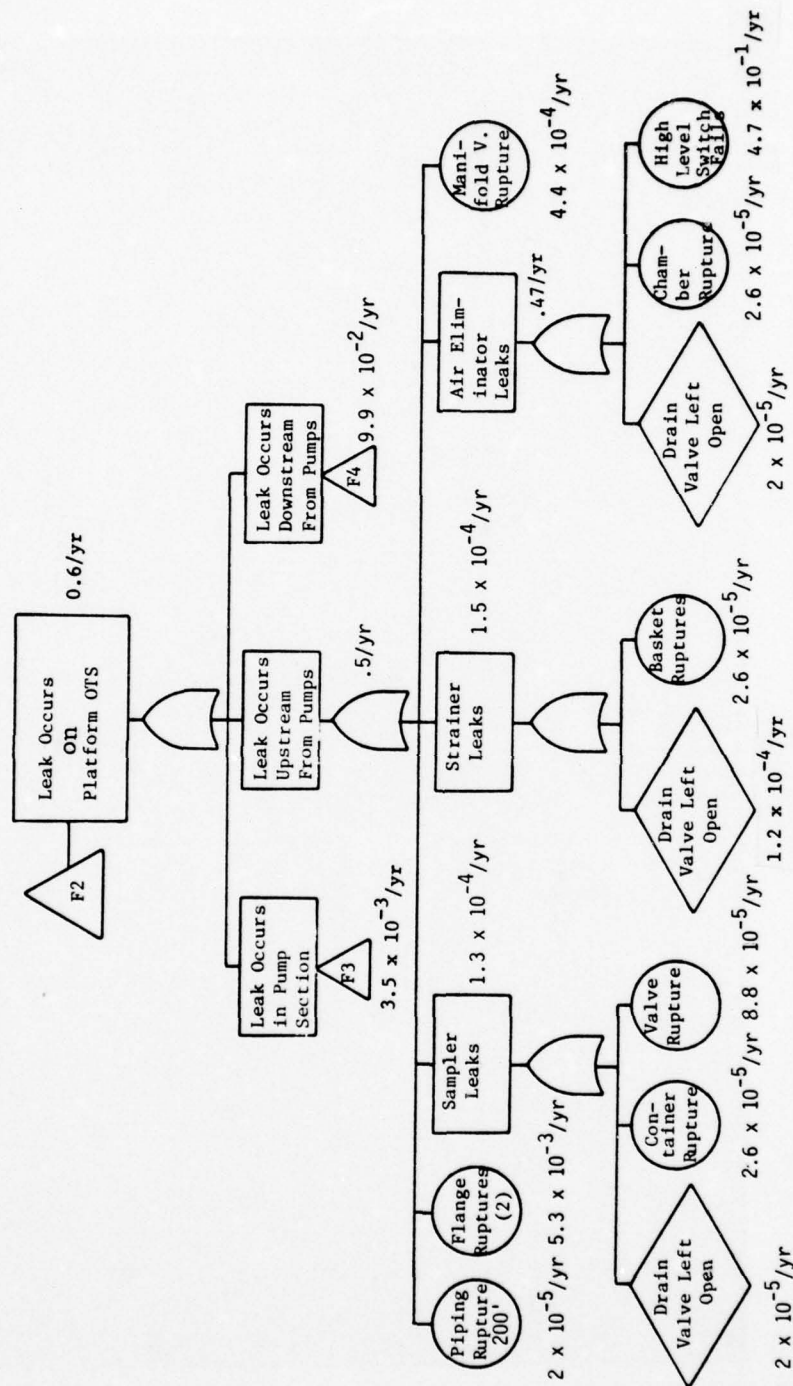 Leak Occurs
on
Platform OTS
0.6/yr
F2
Leak Occurs
in Pump
Section
F3
3.5 x 10⁻³/yr
Leak Occurs
Upstream
From Pumps
.5/yr
Leak Occurs
Downstream
From Pumps
F4
9.9 x 10⁻²/yr
Piping
Rupture
200'
2 x 10⁻⁵/yr
Flange
Ruptures
(2)
5.3 x 10⁻³/yr
Sampler
Leaks
1.3 x 10⁻⁴/yr
Strainer
Leaks
1.5 x 10⁻⁴/yr
Air Elim-
inator
Leaks
.47/yr
Mani-
fold V.
Rupture
4.4 x 10⁻⁴/yr
Drain
Valve Left
Open
2 x 10⁻⁵/yr
Con-
tainer
Rupture
2.6 x 10⁻⁵/yr
Valve
Rupture
8.8 x 10⁻⁵/yr
Drain
Valve Left
Open
1.2 x 10⁻⁴/yr
Basket
Ruptures
2.6 x 10⁻⁵/yr
Drain
Valve Left
Open
2 x 10⁻⁵/yr
Cham-
ber
Rupture
2.6 x 10⁻⁵/yr
High
Level
Switch
Fails
4.7 x 10⁻¹/yr